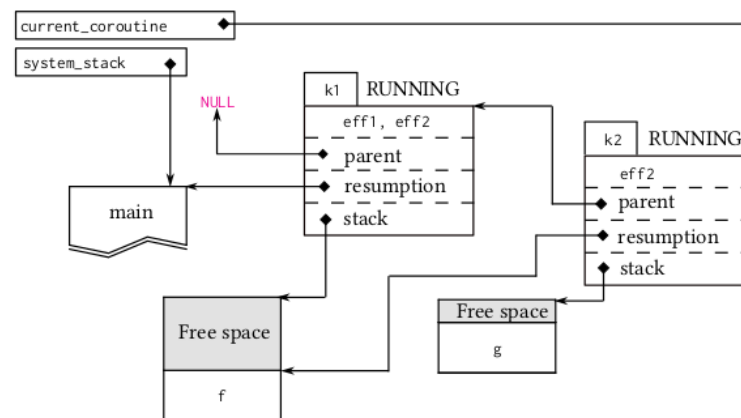 current_coroutine
system_stack
NULL
k1 RUNNING
eff1, eff2
parent
resumption
stack
k2 RUNNING
eff2
parent
resumption
stack
main
Free space
f
Free space
g